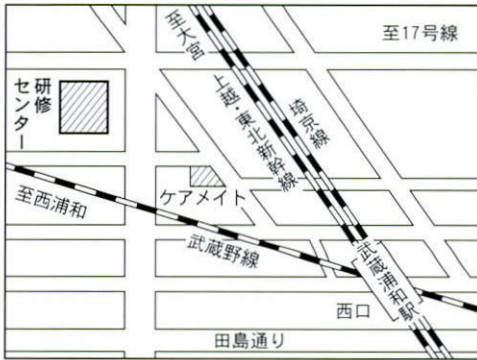 至大宮
至17号線
研修
センター
上越・東北新幹線
埼京線
ケアメイト
至西浦和
武蔵野線
武蔵浦和駅
西口
田島通り